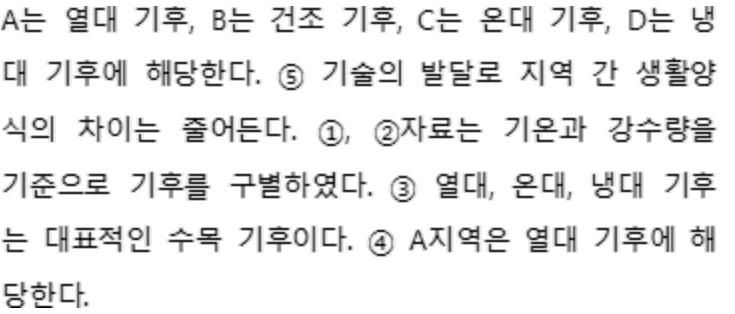 A는 열대 기후, B는 건조 기후, C는 온대 기후, D는 냉
대 기후에 해당한다. ⑤ 기술의 발달로 지역 간 생활양
식의 차이는 줄어든다. ①, ②자료는 기온과 강수량을
기준으로 기후를 구별하였다. ③ 열대, 온대, 냉대 기후
는 대표적인 수목 기후이다. ④ A지역은 열대 기후에 해
당한다.